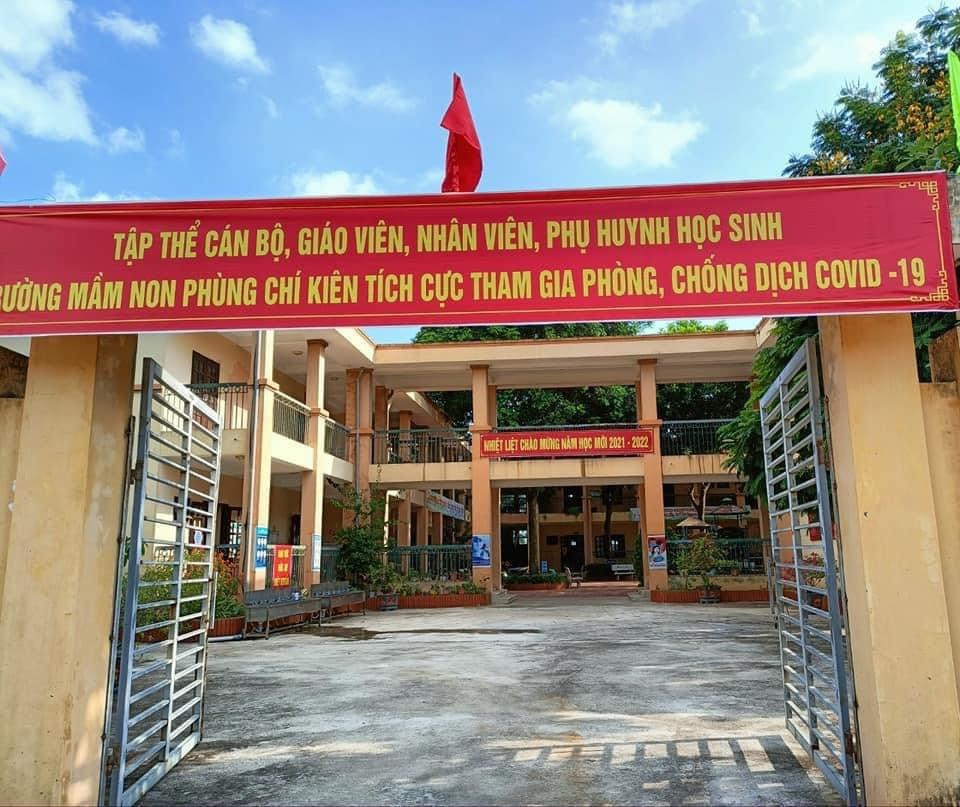 TẬP THỂ CÁN BỘ, GIÁO VIÊN, NHÂN VIÊN, PHỤ HUYNH HỌC SINH
ƯỜNG MẦM NON PHÙNG CHÍ KIÊN TÍCH CỰC THAM GIA PHÒNG, CHỐNG DỊCH COVID -19
NHIỆT LIỆT CHÀO MỪNG NĂM HỌC MỚI 2021 - 2022